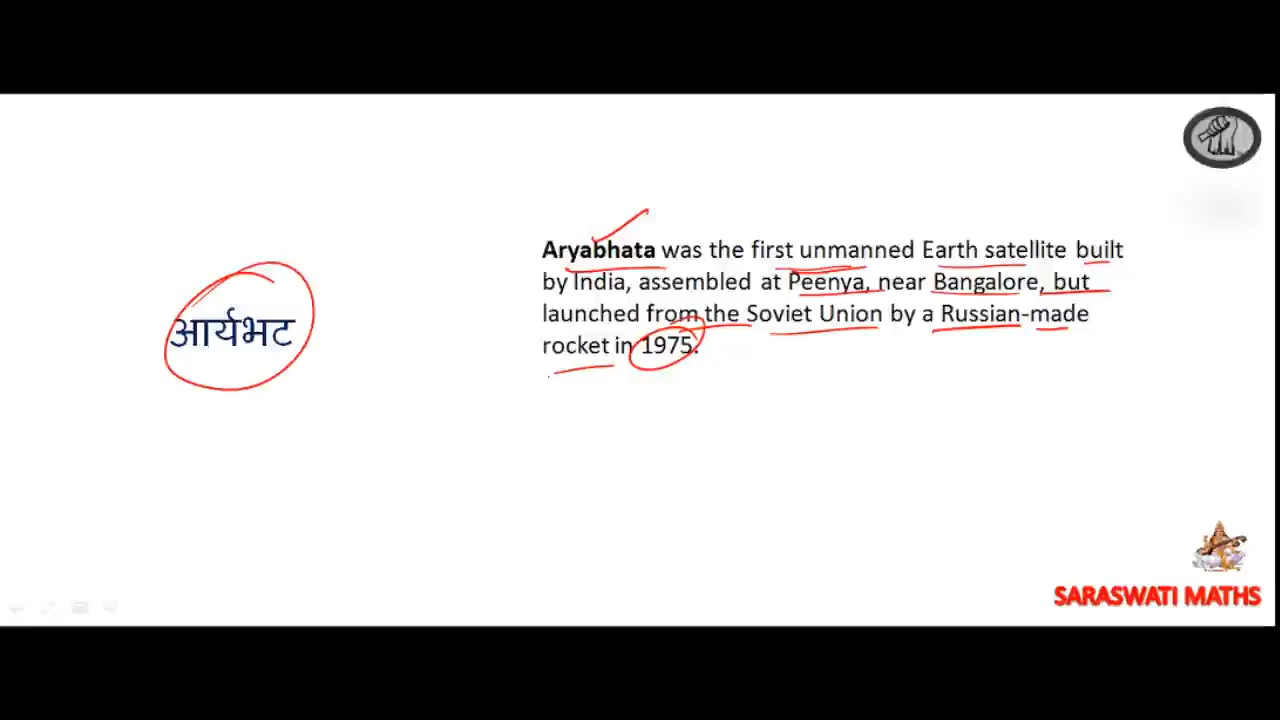 आर्यभट
Aryabhata was the first unmanned Earth satellite built
by India, assembled at Peenya, near Bangalore, but
launched from the Soviet Union by a Russian-made
rocket in 1975.
SARASWATI MATHS